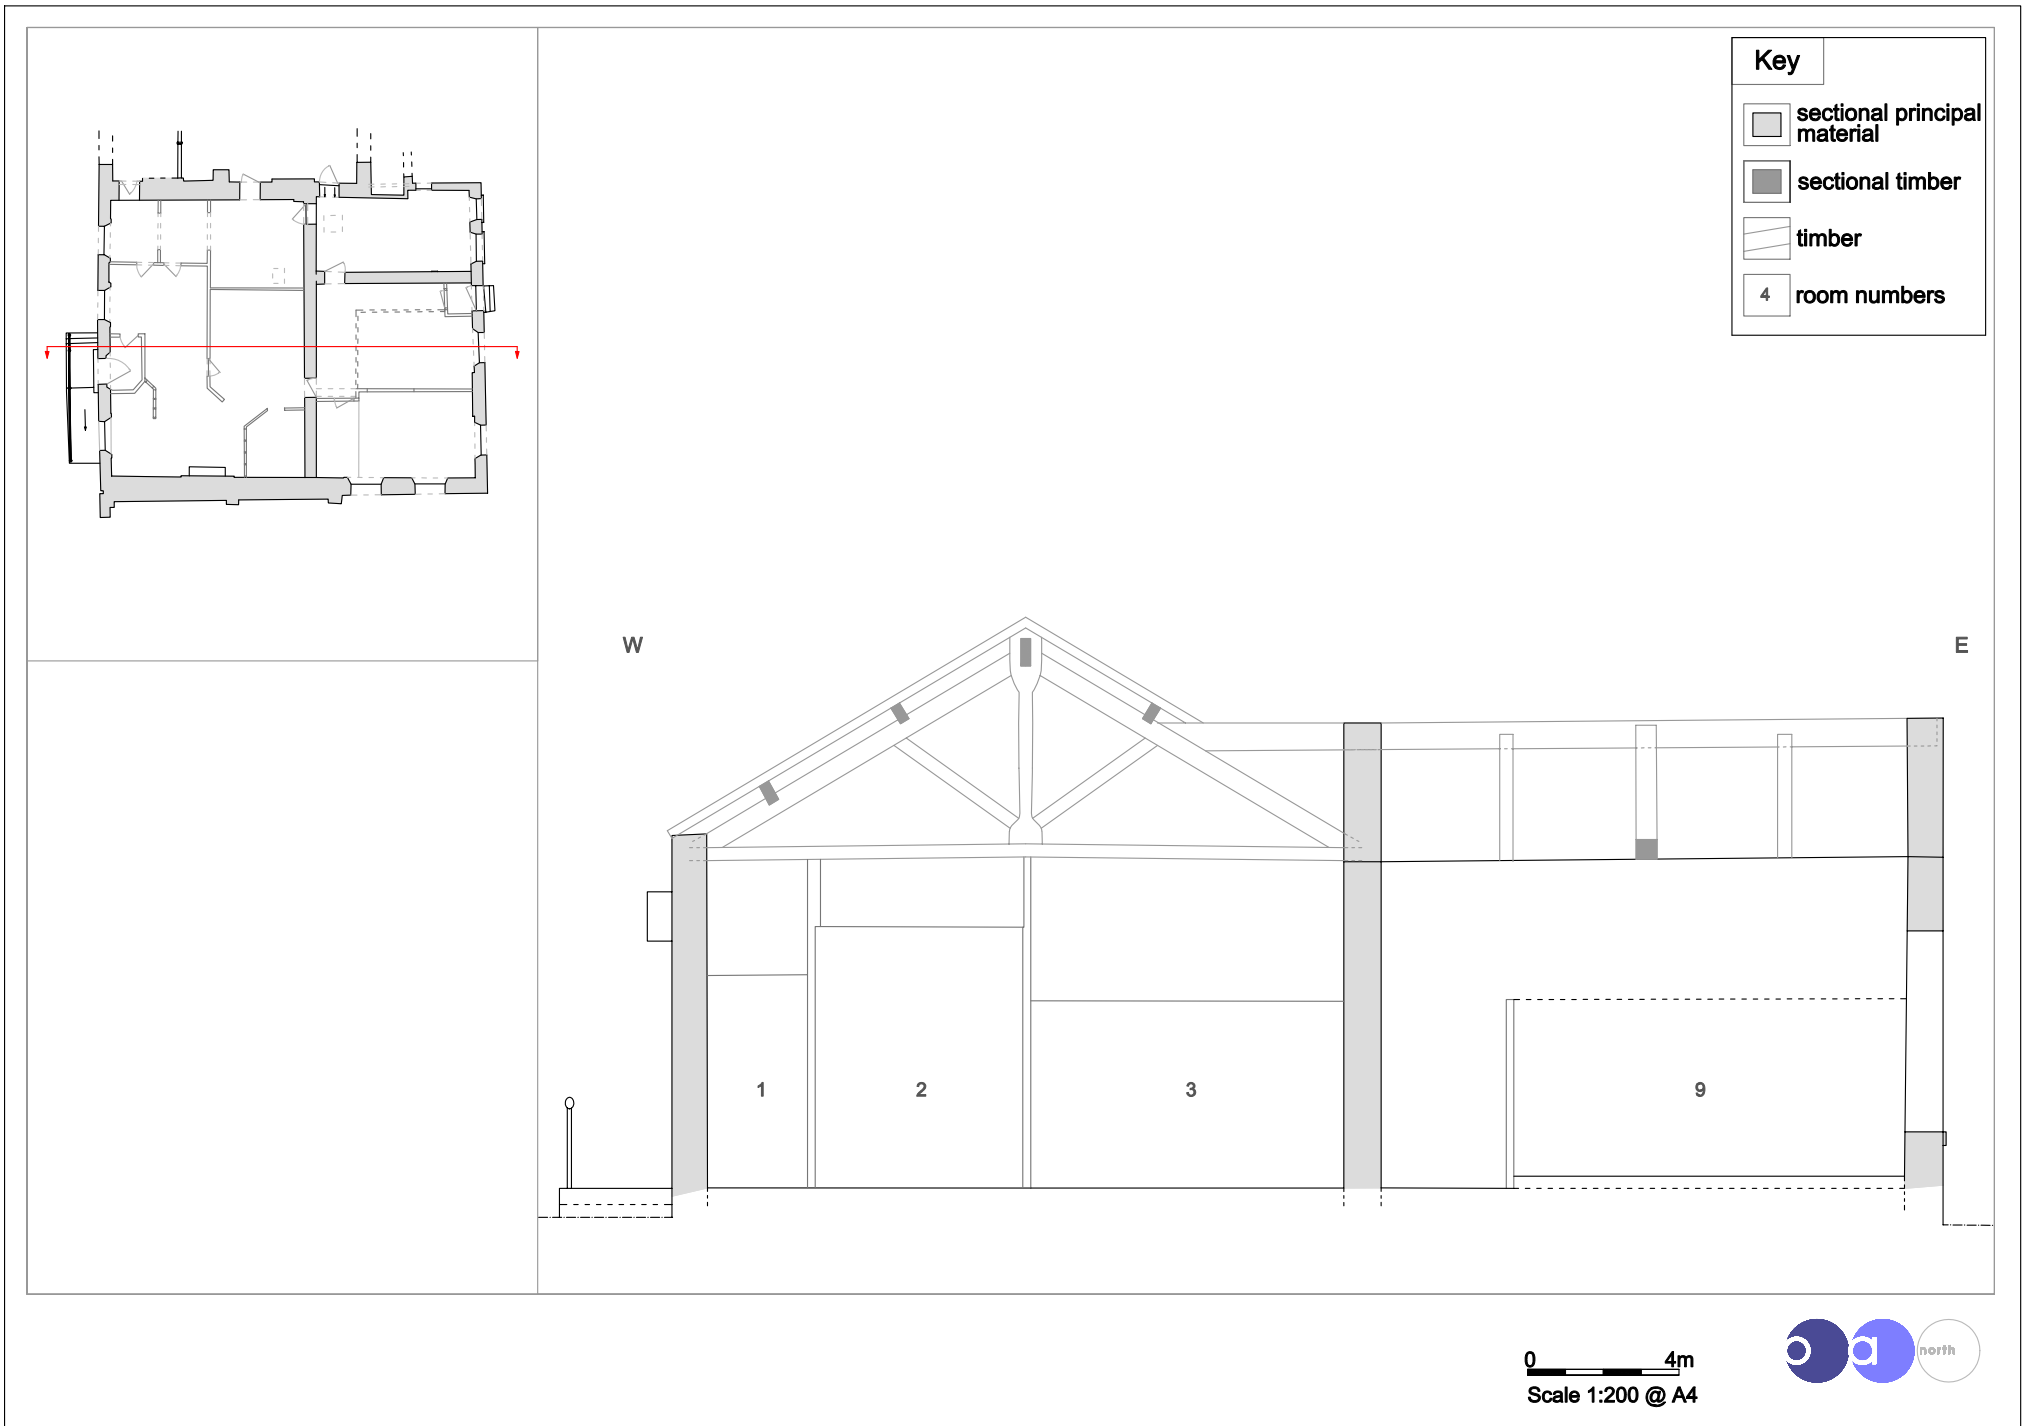 Key
sectional principal
material
sectional timber
timber
4 room numbers
W
E
1
2
3
9
0 4m
Scale 1:200 @ A4
oa north